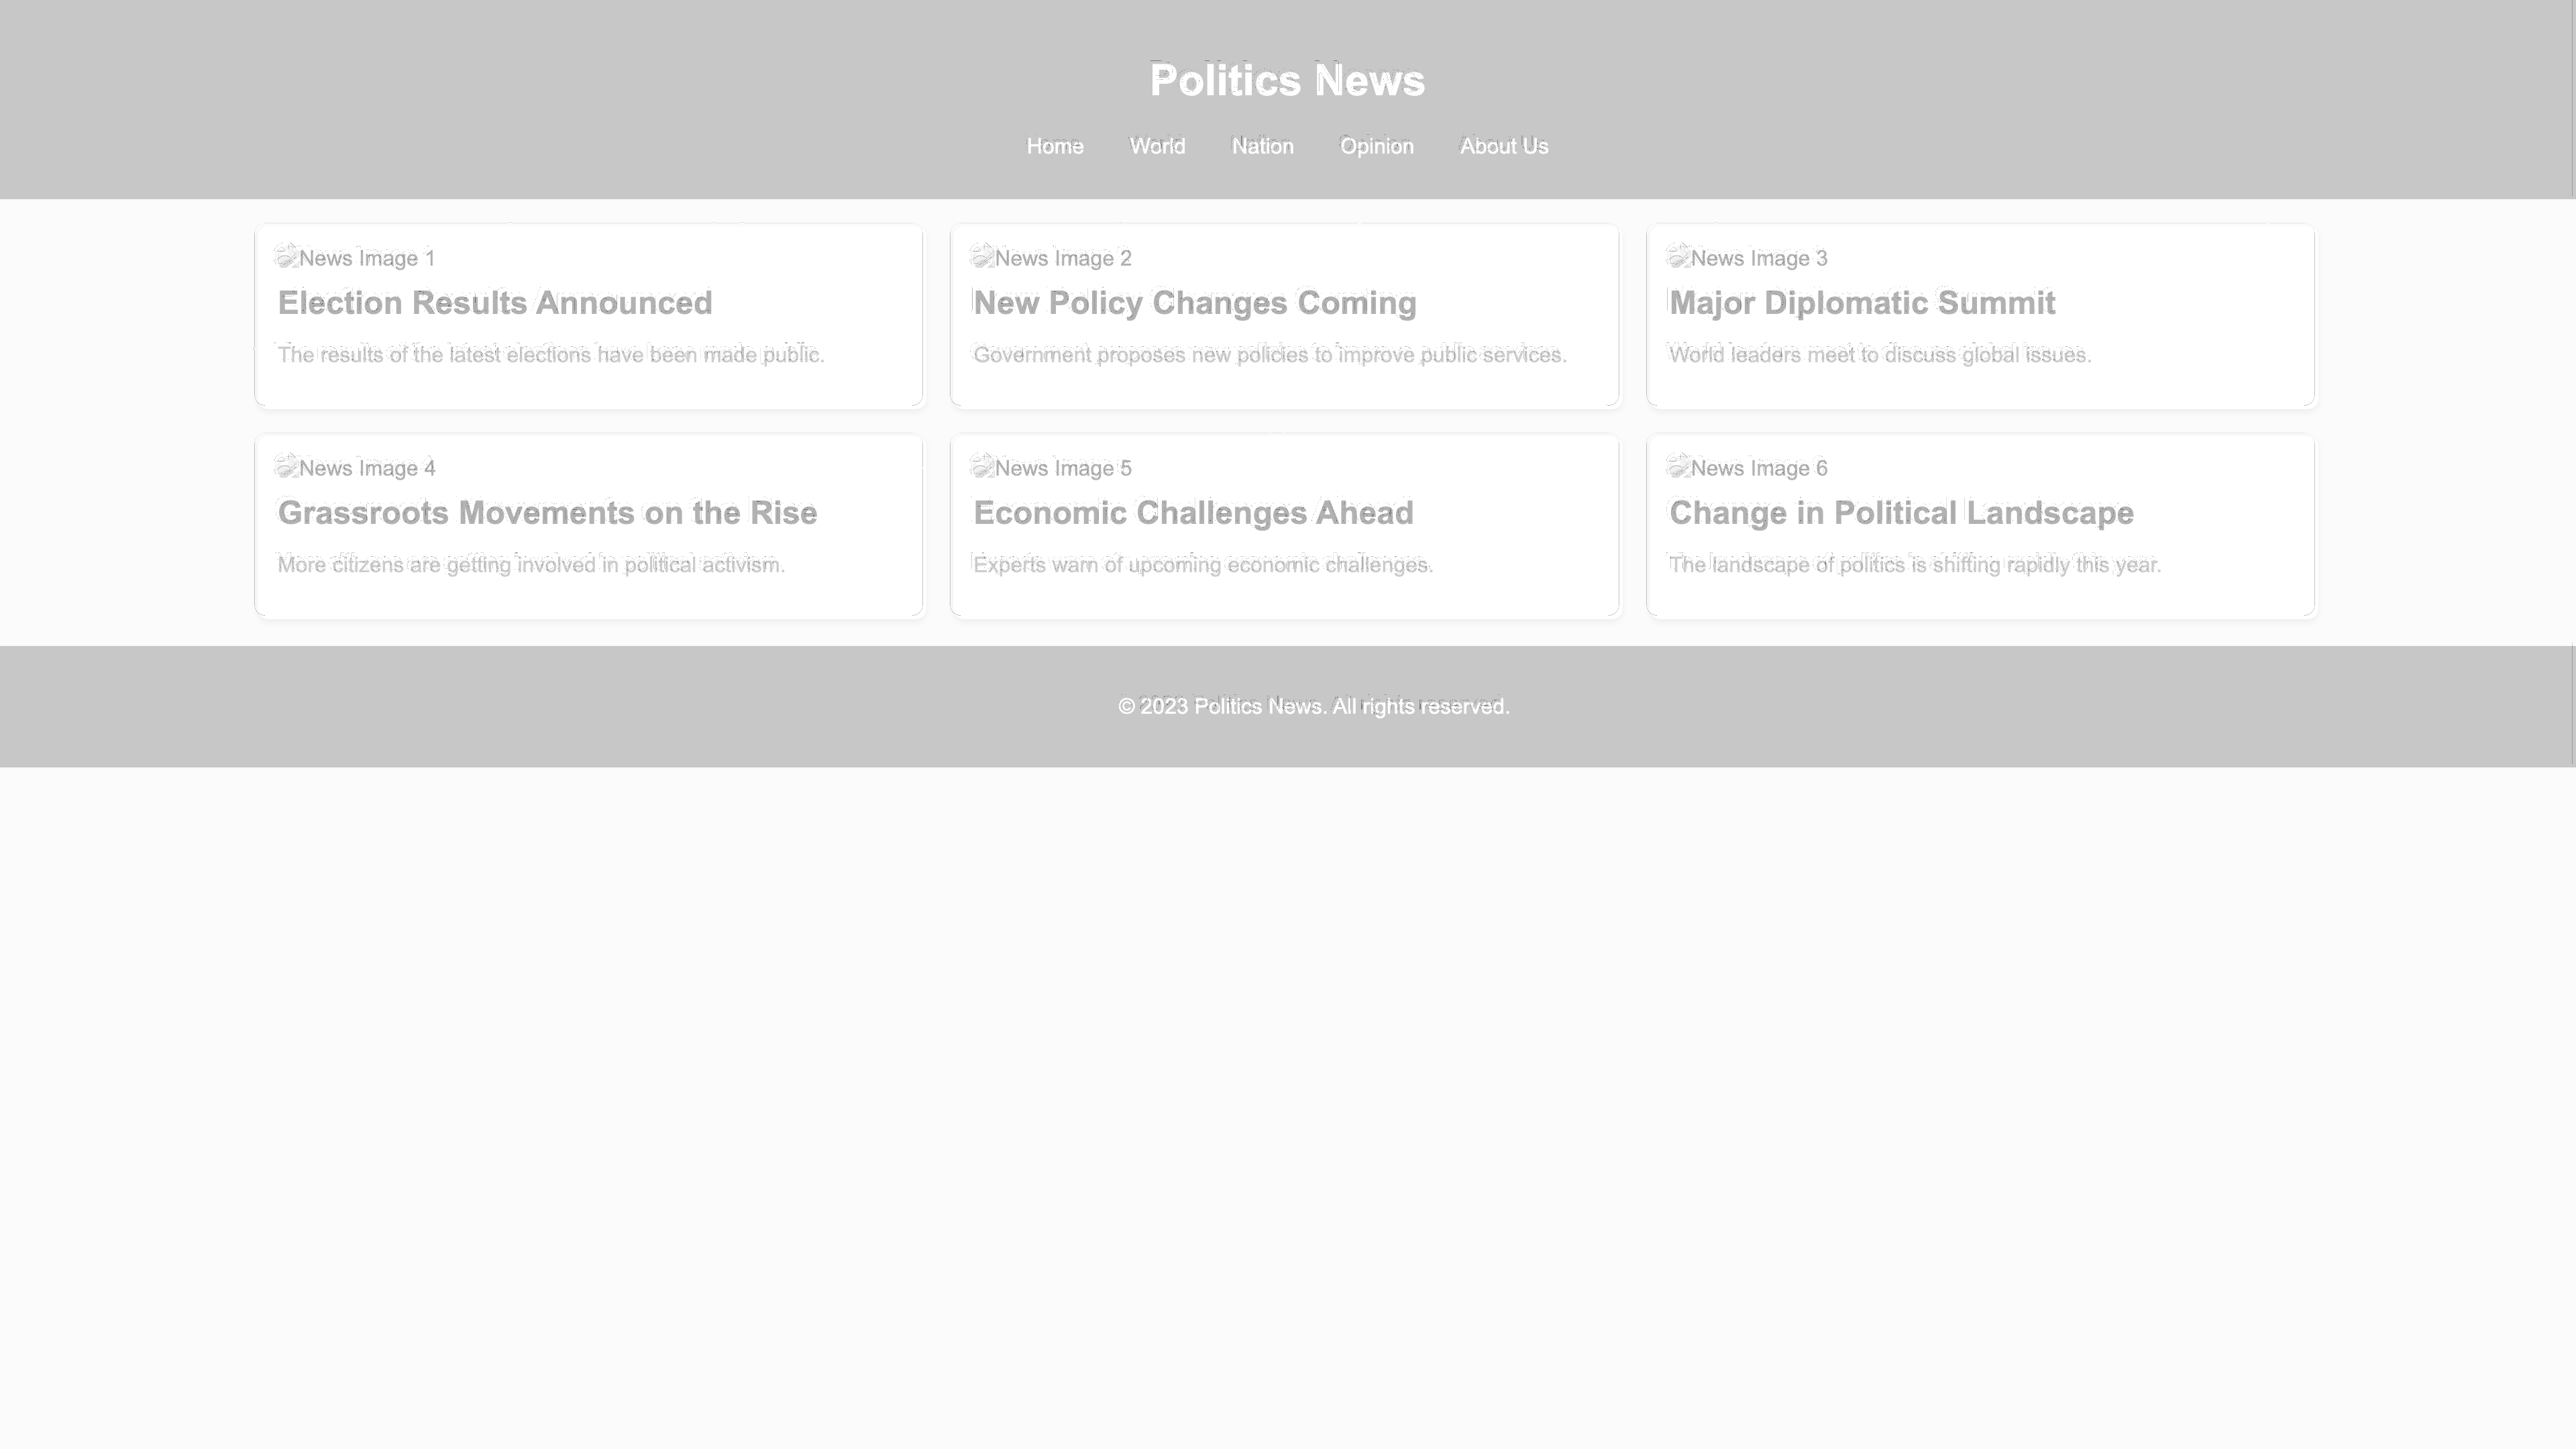 Politics News
Home World Nation Opinion About Us
News Image 1
Election Results Announced
The results of the latest elections have been made public.
News Image 2
New Policy Changes Coming
Government proposes new policies to improve public services.
News Image 3
Major Diplomatic Summit
World leaders meet to discuss global issues.
News Image 4
Grassroots Movements on the Rise
More citizens are getting involved in political activism.
News Image 5
Economic Challenges Ahead
Experts warn of upcoming economic challenges.
News Image 6
Change in Political Landscape
The landscape of politics is shifting rapidly this year.
© 2023 Politics News. All rights reserved.